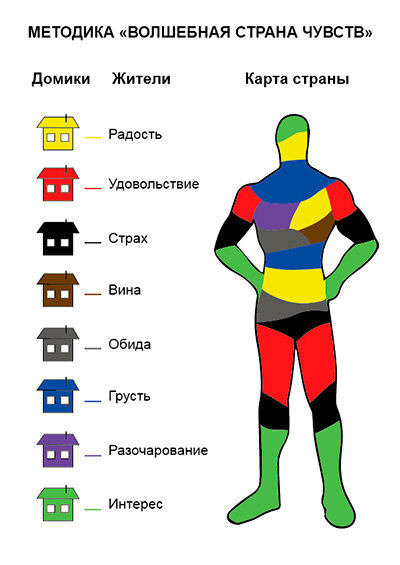 МЕТОДИКА «ВОЛШЕБНАЯ СТРАНА ЧУВСТВ»
Домики Жители Карта страны
Радость
Удовольствие
Страх
Вина
Обида
Грусть
Разочарование
Интерес